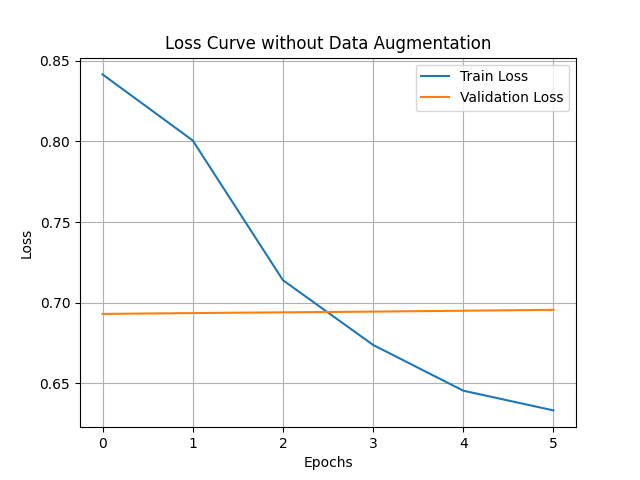 Loss Curve without Data Augmentation
Train Loss
Validation Loss
0.85
0.80
0.75
0.70
0.65
Loss
0 1 2 3 4 5
Epochs